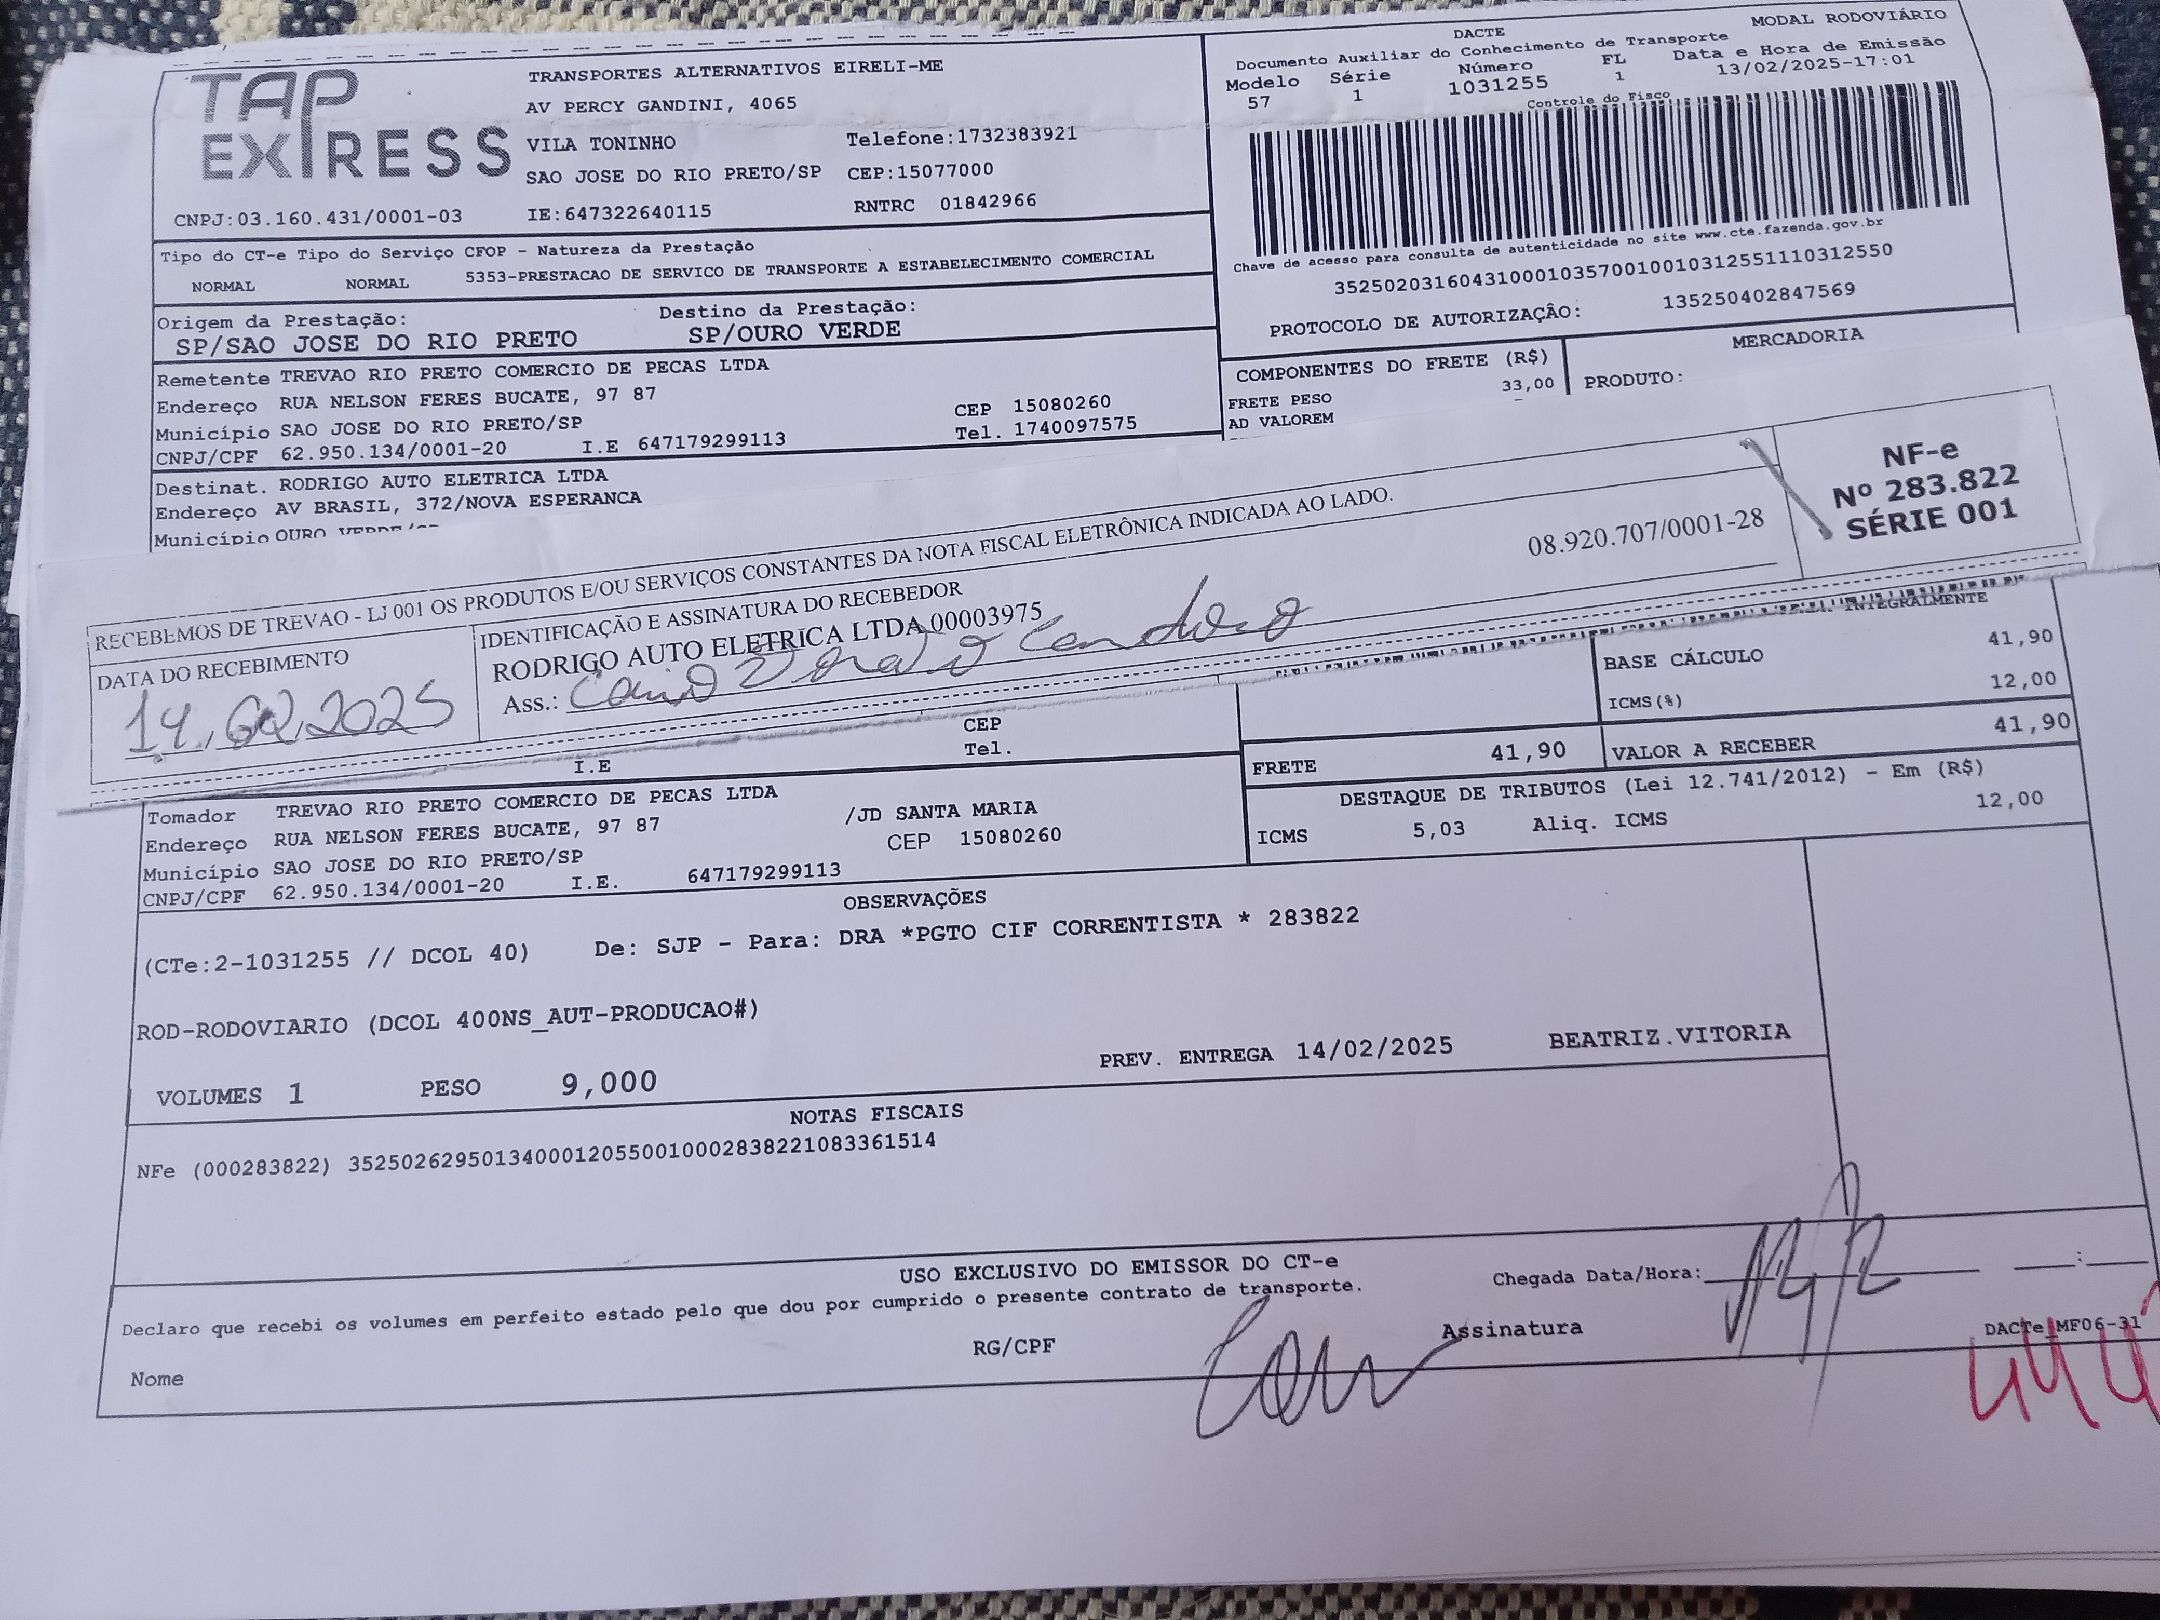 TAP EXPRESS
TRANSPORTES ALTERNATIVOS EIRELI-ME
AV PERCY GANDINI, 4065
VILA TONINHO Telefone:1732383921
SAO JOSE DO RIO PRETO/SP CEP:15077000
CNPJ:03.160.431/0001-03 IE:647322640115 RNTRC 01842966
DACTE MODAL RODOVIÁRIO
Documento Auxiliar do Conhecimento de Transporte
Modelo Série Número FL Data e Hora de Emissão
57 1 1031255 1 13/02/2025-17:01
Controle do Fisco
Chave de acesso para consulta de autenticidade no site www.cte.fazenda.gov.br
35250203160431000103570010010312551110312550
PROTOCOLO DE AUTORIZAÇÂO: 135250402847569
Tipo do CT-e Tipo do Serviço CFOP - Natureza da Prestação
NORMAL NORMAL 5353-PRESTACAO DE SERVICO DE TRANSPORTE A ESTABELECIMENTO COMERCIAL
Origem da Prestação: Destino da Prestação:
SP/SAO JOSE DO RIO PRETO SP/OURO VERDE
Remetente TREVAO RIO PRETO COMERCIO DE PECAS LTDA
Endereço RUA NELSON FERES BUCATE, 97 87
Município SAO JOSE DO RIO PRETO/SP CEP 15080260
CNPJ/CPF 62.950.134/0001-20 I.E 647179299113 Tel. 1740097575
COMPONENTES DO FRETE (R$) MERCADORIA
FRETE PESO 33,00 PRODUTO:
AD VALOREM
Destinat. RODRIGO AUTO ELETRICA LTDA
Endereço AV BRASIL, 372/NOVA ESPERANCA
Município OURO VERDE/SP
RECEBEMOS DE TREVAO - LJ 001 OS PRODUTOS E/OU SERVIÇOS CONSTANTES DA NOTA FISCAL ELETRÔNICA INDICADA AO LADO.
DATA DO RECEBIMENTO
14.02.2025
IDENTIFICAÇÃO E ASSINATURA DO RECEBEDOR
RODRIGO AUTO ELETRICA LTDA 00003975 08.920.707/0001-28
Ass.:
NF-e
Nº 283.822
SÉRIE 001
INTEGRALMENTE
BASE CÁLCULO 41,90
ICMS(%) 12,00
CEP
Tel.
I.E
FRETE 41,90 VALOR A RECEBER 41,90
DESTAQUE DE TRIBUTOS (Lei 12.741/2012) - Em (R$)
ICMS 5,03 Aliq. ICMS 12,00
Tomador TREVAO RIO PRETO COMERCIO DE PECAS LTDA
Endereço RUA NELSON FERES BUCATE, 97 87 /JD SANTA MARIA
Município SAO JOSE DO RIO PRETO/SP CEP 15080260
CNPJ/CPF 62.950.134/0001-20 I.E. 647179299113
OBSERVAÇÕES
(CTe:2-1031255 // DCOL 40) De: SJP - Para: DRA *PGTO CIF CORRENTISTA * 283822
ROD-RODOVIARIO (DCOL 400NS_AUT-PRODUCAO#)
PREV. ENTREGA 14/02/2025 BEATRIZ.VITORIA
VOLUMES 1 PESO 9,000
NOTAS FISCAIS
NFe (000283822) 35250262950134000120550010002838221083361514
USO EXCLUSIVO DO EMISSOR DO CT-e
Declaro que recebi os volumes em perfeito estado pelo que dou por cumprido o presente contrato de transporte.
Chegada Data/Hora: 14/2 :
Nome RG/CPF Assinatura
DACTe_MF06-31